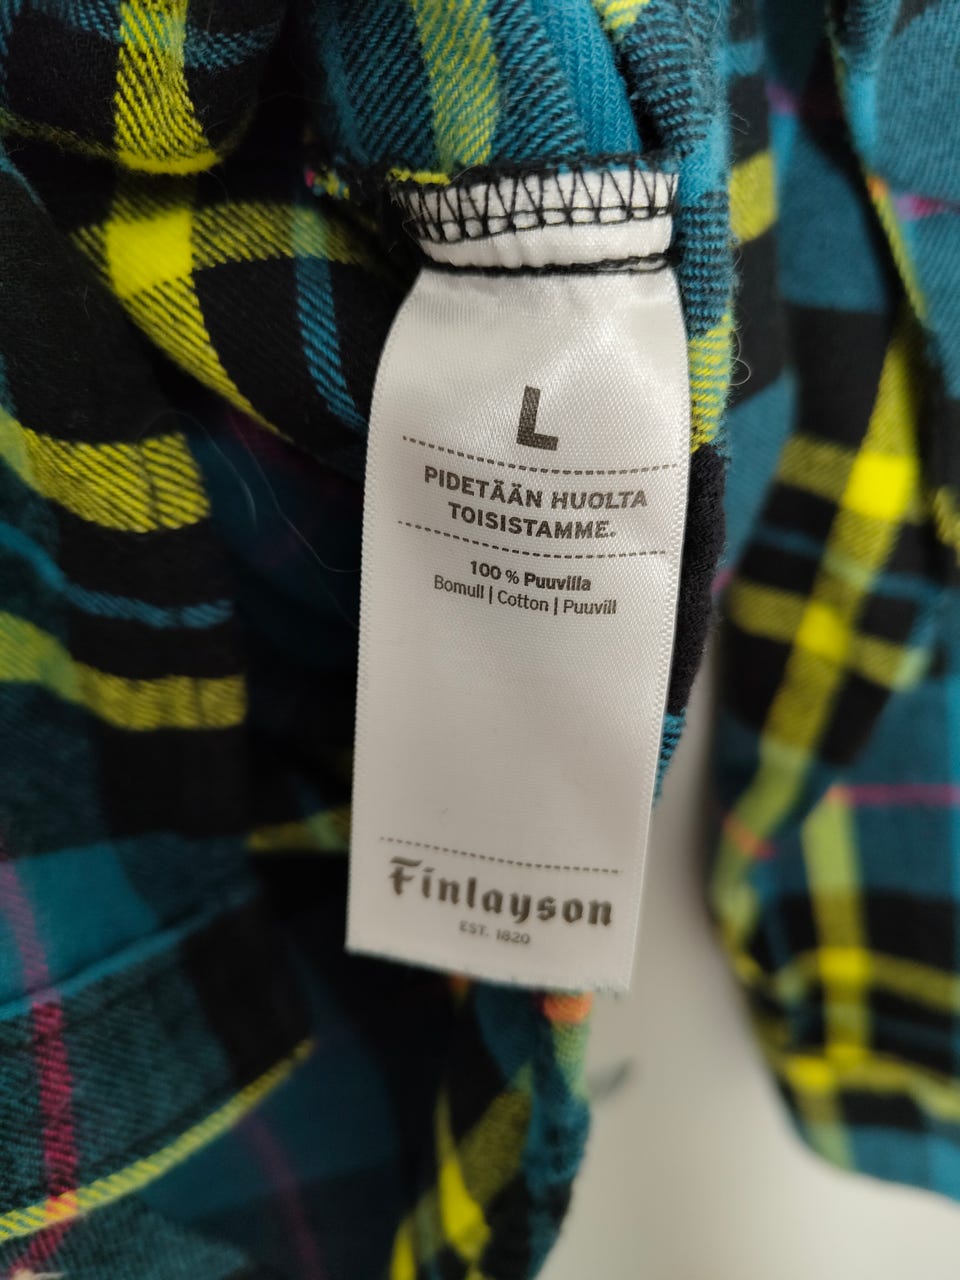 L
PIDETÄÄN HUOLTA
TOISISTAMME.
100 % Puuvilla
Bomull | Cotton | Puuvill
Finlayson
EST. 1820